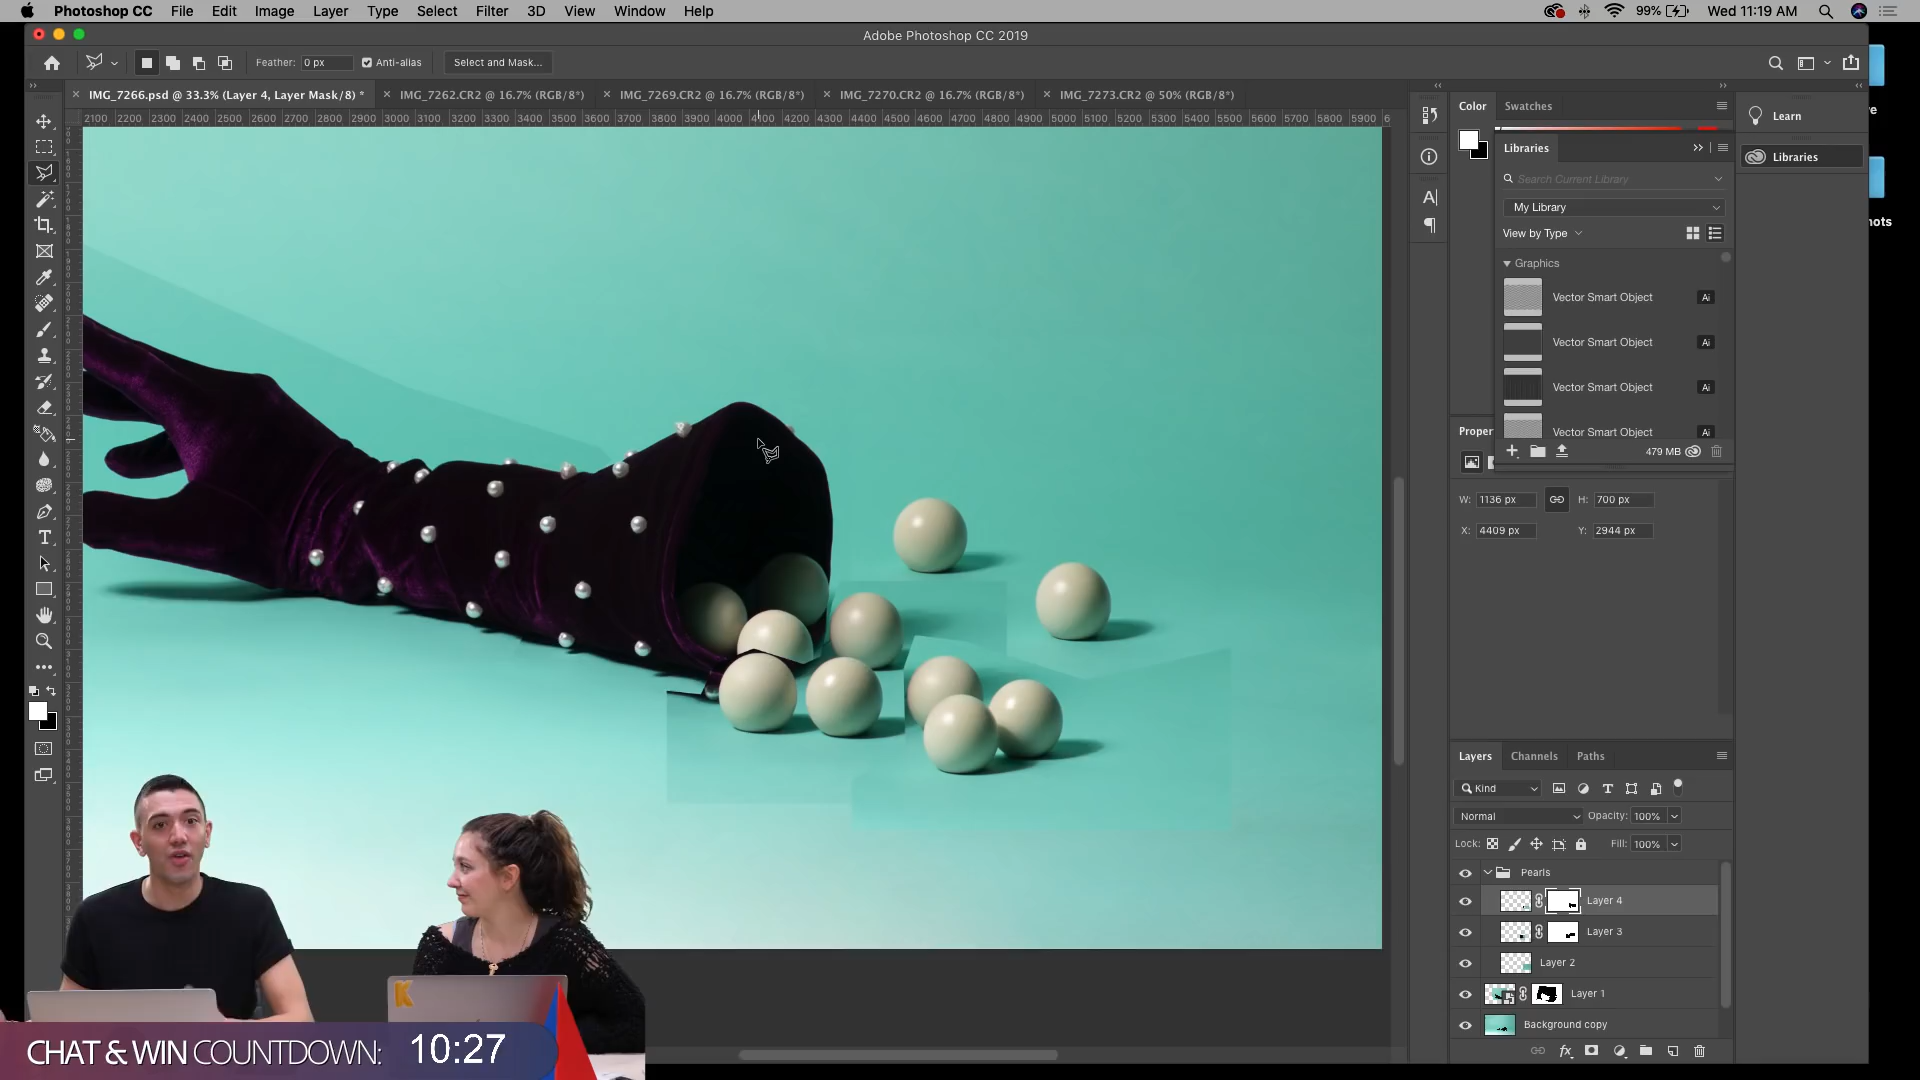 Photoshop CC File Edit Image Layer Type Select Filter 3D View Window Help
99% Wed 11:19 AM
Adobe Photoshop CC 2019
Feather: 0 px Anti-alias Select and Mask...
IMG_7266.psd @ 33.3% (Layer 4, Layer Mask/8) * IMG_7262.CR2 @ 16.7% (RGB/8*) IMG_7269.CR2 @ 16.7% (RGB/8*) IMG_7270.CR2 @ 16.7% (RGB/8*) IMG_7273.CR2 @ 50% (RGB/8*)
2100 2200 2300 2400 2500 2600 2700 2800 2900 3000 3100 3200 3300 3400 3500 3600 3700 3800 3900 4000 4100 4200 4300 4400 4500 4600 4700 4800 4900 5000 5100 5200 5300 5400 5500 5600 5700 5800 5900 6
Color Swatches
Learn
Libraries
Libraries
Search Current Library
My Library
View by Type
Graphics
Vector Smart Object Ai
Vector Smart Object Ai
Vector Smart Object Ai
Vector Smart Object Ai
479 MB
Proper
W: 1136 px H: 700 px
X: 4409 px Y: 2944 px
Layers Channels Paths
Kind
Normal Opacity: 100%
Lock: Fill: 100%
Pearls
Layer 4
Layer 3
Layer 2
Layer 1
Background copy
fx
hots
K
CHAT & WIN COUNTDOWN: 10:27